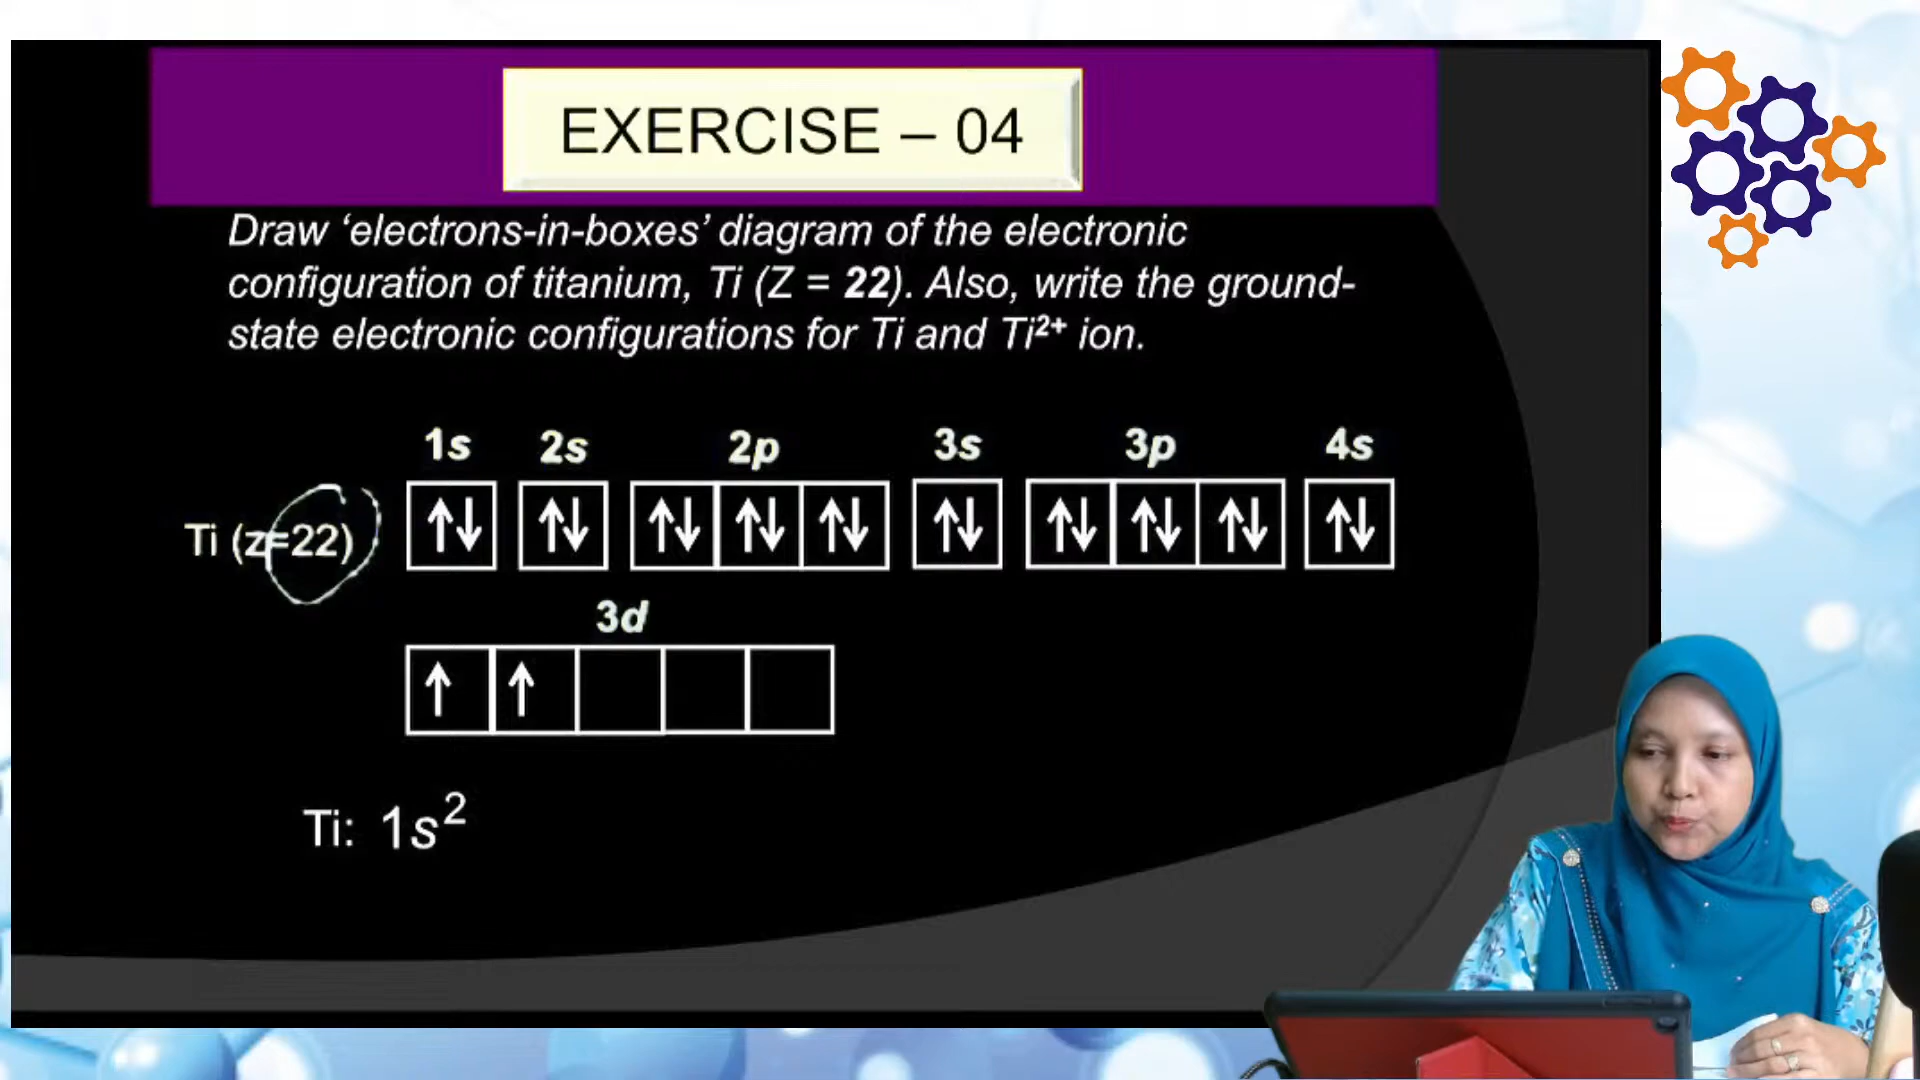 EXERCISE – 04
Draw ‘electrons-in-boxes’ diagram of the electronic
configuration of titanium, Ti (Z = 22). Also, write the ground-
state electronic configurations for Ti and Ti²⁺ ion.
1s 2s 2p 3s 3p 4s
Ti (z=22) ↑↓ ↑↓ ↑↓ ↑↓ ↑↓ ↑↓ ↑↓ ↑↓ ↑↓ ↑↓
3d
↑ ↑
Ti: 1s²